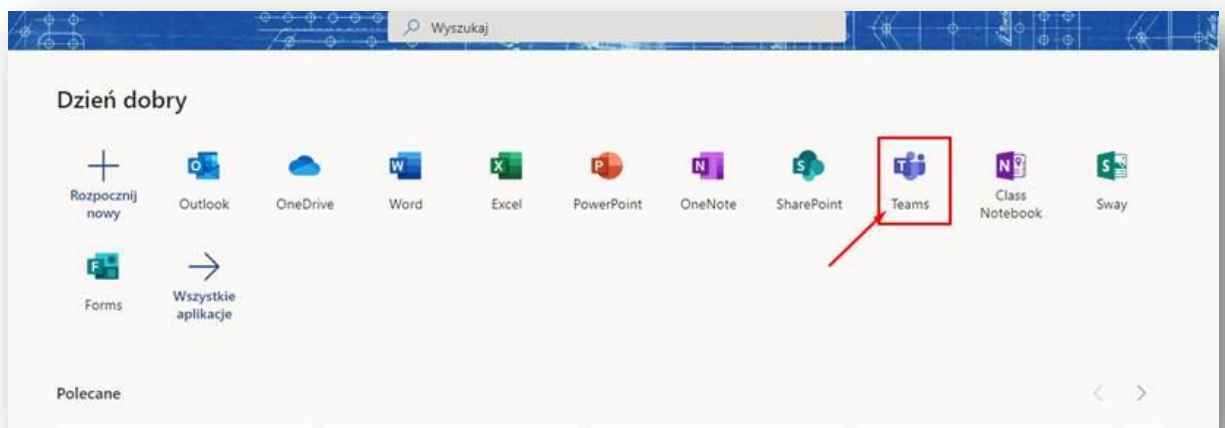 Wyszukaj
Dzień dobry
Rozpocznij
nowy
Outlook
OneDrive
Word
Excel
PowerPoint
OneNote
SharePoint
Teams
Class
Notebook
Sway
Forms
Wszystkie
aplikacje
Polecane